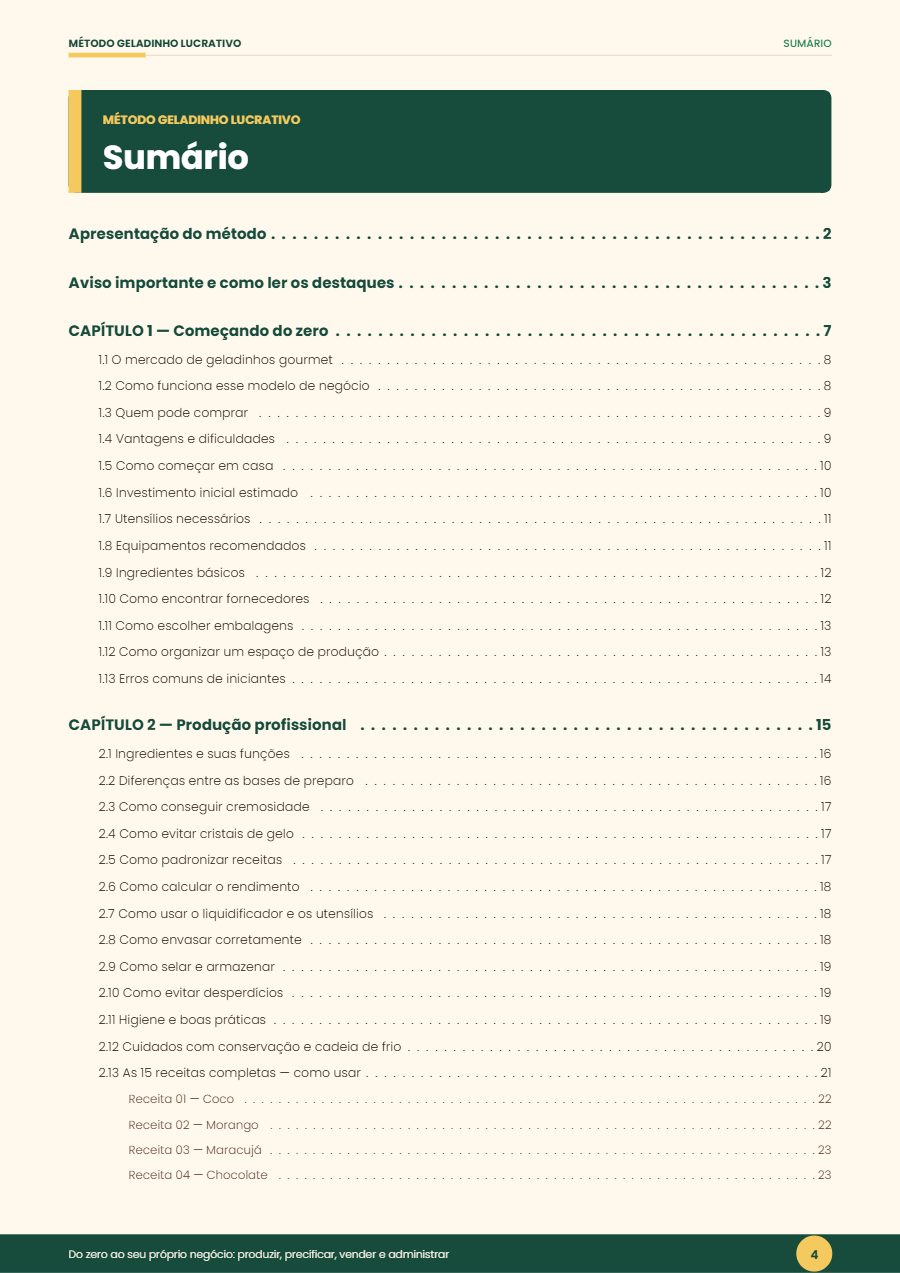 MÉTODO GELADINHO LUCRATIVO SUMÁRIO
MÉTODO GELADINHO LUCRATIVO
Sumário
Apresentação do método . . . . . . . . . . . . . . . . . . . . 2
Aviso importante e como ler os destaques . . . . . . . . . . . . . . . . . . . . 3
CAPÍTULO 1 — Começando do zero . . . . . . . . . . . . . . . . . . . . 7
1.1 O mercado de geladinhos gourmet . . . . . . . . . . . . . . . . . . . . 8
1.2 Como funciona esse modelo de negócio . . . . . . . . . . . . . . . . . . . . 8
1.3 Quem pode comprar . . . . . . . . . . . . . . . . . . . . 9
1.4 Vantagens e dificuldades . . . . . . . . . . . . . . . . . . . . 9
1.5 Como começar em casa . . . . . . . . . . . . . . . . . . . . 10
1.6 Investimento inicial estimado . . . . . . . . . . . . . . . . . . . . 10
1.7 Utensílios necessários . . . . . . . . . . . . . . . . . . . . 11
1.8 Equipamentos recomendados . . . . . . . . . . . . . . . . . . . . 11
1.9 Ingredientes básicos . . . . . . . . . . . . . . . . . . . . 12
1.10 Como encontrar fornecedores . . . . . . . . . . . . . . . . . . . . 12
1.11 Como escolher embalagens . . . . . . . . . . . . . . . . . . . . 13
1.12 Como organizar um espaço de produção . . . . . . . . . . . . . . . . . . . . 13
1.13 Erros comuns de iniciantes . . . . . . . . . . . . . . . . . . . . 14
CAPÍTULO 2 — Produção profissional . . . . . . . . . . . . . . . . . . . . 15
2.1 Ingredientes e suas funções . . . . . . . . . . . . . . . . . . . . 16
2.2 Diferenças entre as bases de preparo . . . . . . . . . . . . . . . . . . . . 16
2.3 Como conseguir cremosidade . . . . . . . . . . . . . . . . . . . . 17
2.4 Como evitar cristais de gelo . . . . . . . . . . . . . . . . . . . . 17
2.5 Como padronizar receitas . . . . . . . . . . . . . . . . . . . . 17
2.6 Como calcular o rendimento . . . . . . . . . . . . . . . . . . . . 18
2.7 Como usar o liquidificador e os utensílios . . . . . . . . . . . . . . . . . . . . 18
2.8 Como envasar corretamente . . . . . . . . . . . . . . . . . . . . 18
2.9 Como selar e armazenar . . . . . . . . . . . . . . . . . . . . 19
2.10 Como evitar desperdícios . . . . . . . . . . . . . . . . . . . . 19
2.11 Higiene e boas práticas . . . . . . . . . . . . . . . . . . . . 19
2.12 Cuidados com conservação e cadeia de frio . . . . . . . . . . . . . . . . . . . . 20
2.13 As 15 receitas completas — como usar . . . . . . . . . . . . . . . . . . . . 21
Receita 01 — Coco . . . . . . . . . . . . . . . . . . . . 22
Receita 02 — Morango . . . . . . . . . . . . . . . . . . . . 22
Receita 03 — Maracujá . . . . . . . . . . . . . . . . . . . . 23
Receita 04 — Chocolate . . . . . . . . . . . . . . . . . . . . 23
Do zero ao seu próprio negócio: produzir, precificar, vender e administrar 4